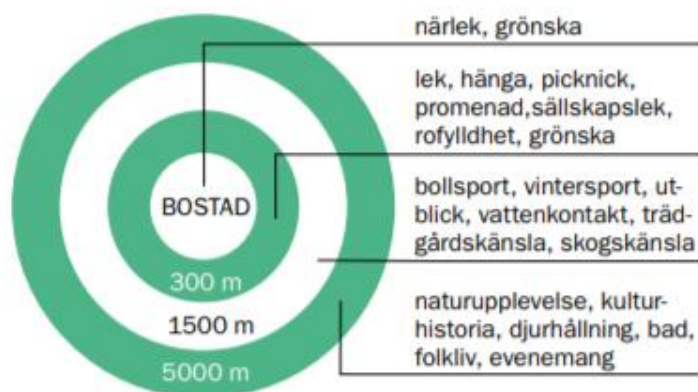 närlek, grönska
lek, hänga, picknick,
promenad,sällskapslek,
rofylldhet, grönska
bollsport, vintersport, ut-
blick, vattenkontakt, träd-
gårdskänsla, skogskänsla
naturupplevelse, kultur-
historia, djurhållning, bad,
folkliv, evenemang
BOSTAD
300 m
1500 m
5000 m